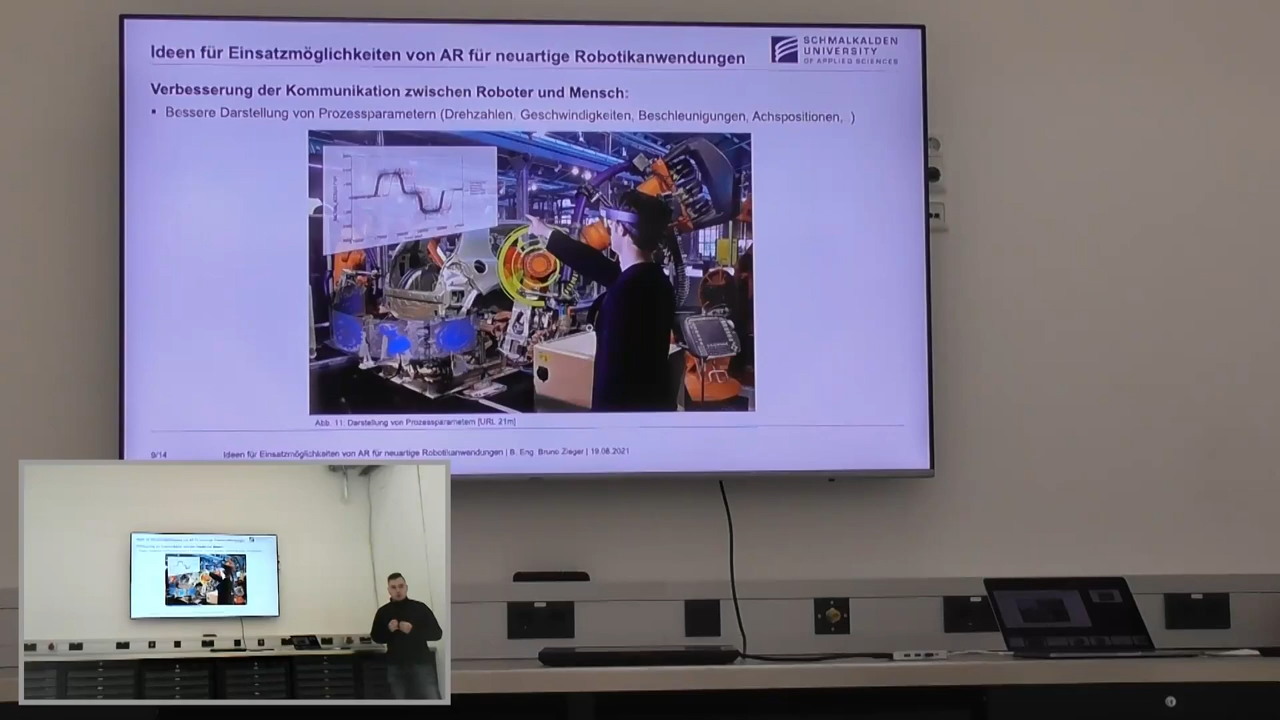 Ideen für Einsatzmöglichkeiten von AR für neuartige Robotikanwendungen
SCHMALKALDEN
UNIVERSITY
OF APPLIED SCIENCES
Verbesserung der Kommunikation zwischen Roboter und Mensch:
▪ Bessere Darstellung von Prozessparametern (Drehzahlen, Geschwindigkeiten, Beschleunigungen, Achspositionen, .)
Abb. 11: Darstellung von Prozessparametern [URL 21m]
9/14 Ideen für Einsatzmöglichkeiten von AR für neuartige Robotikanwendungen | B. Eng. Bruno Zieger | 19.08.2021